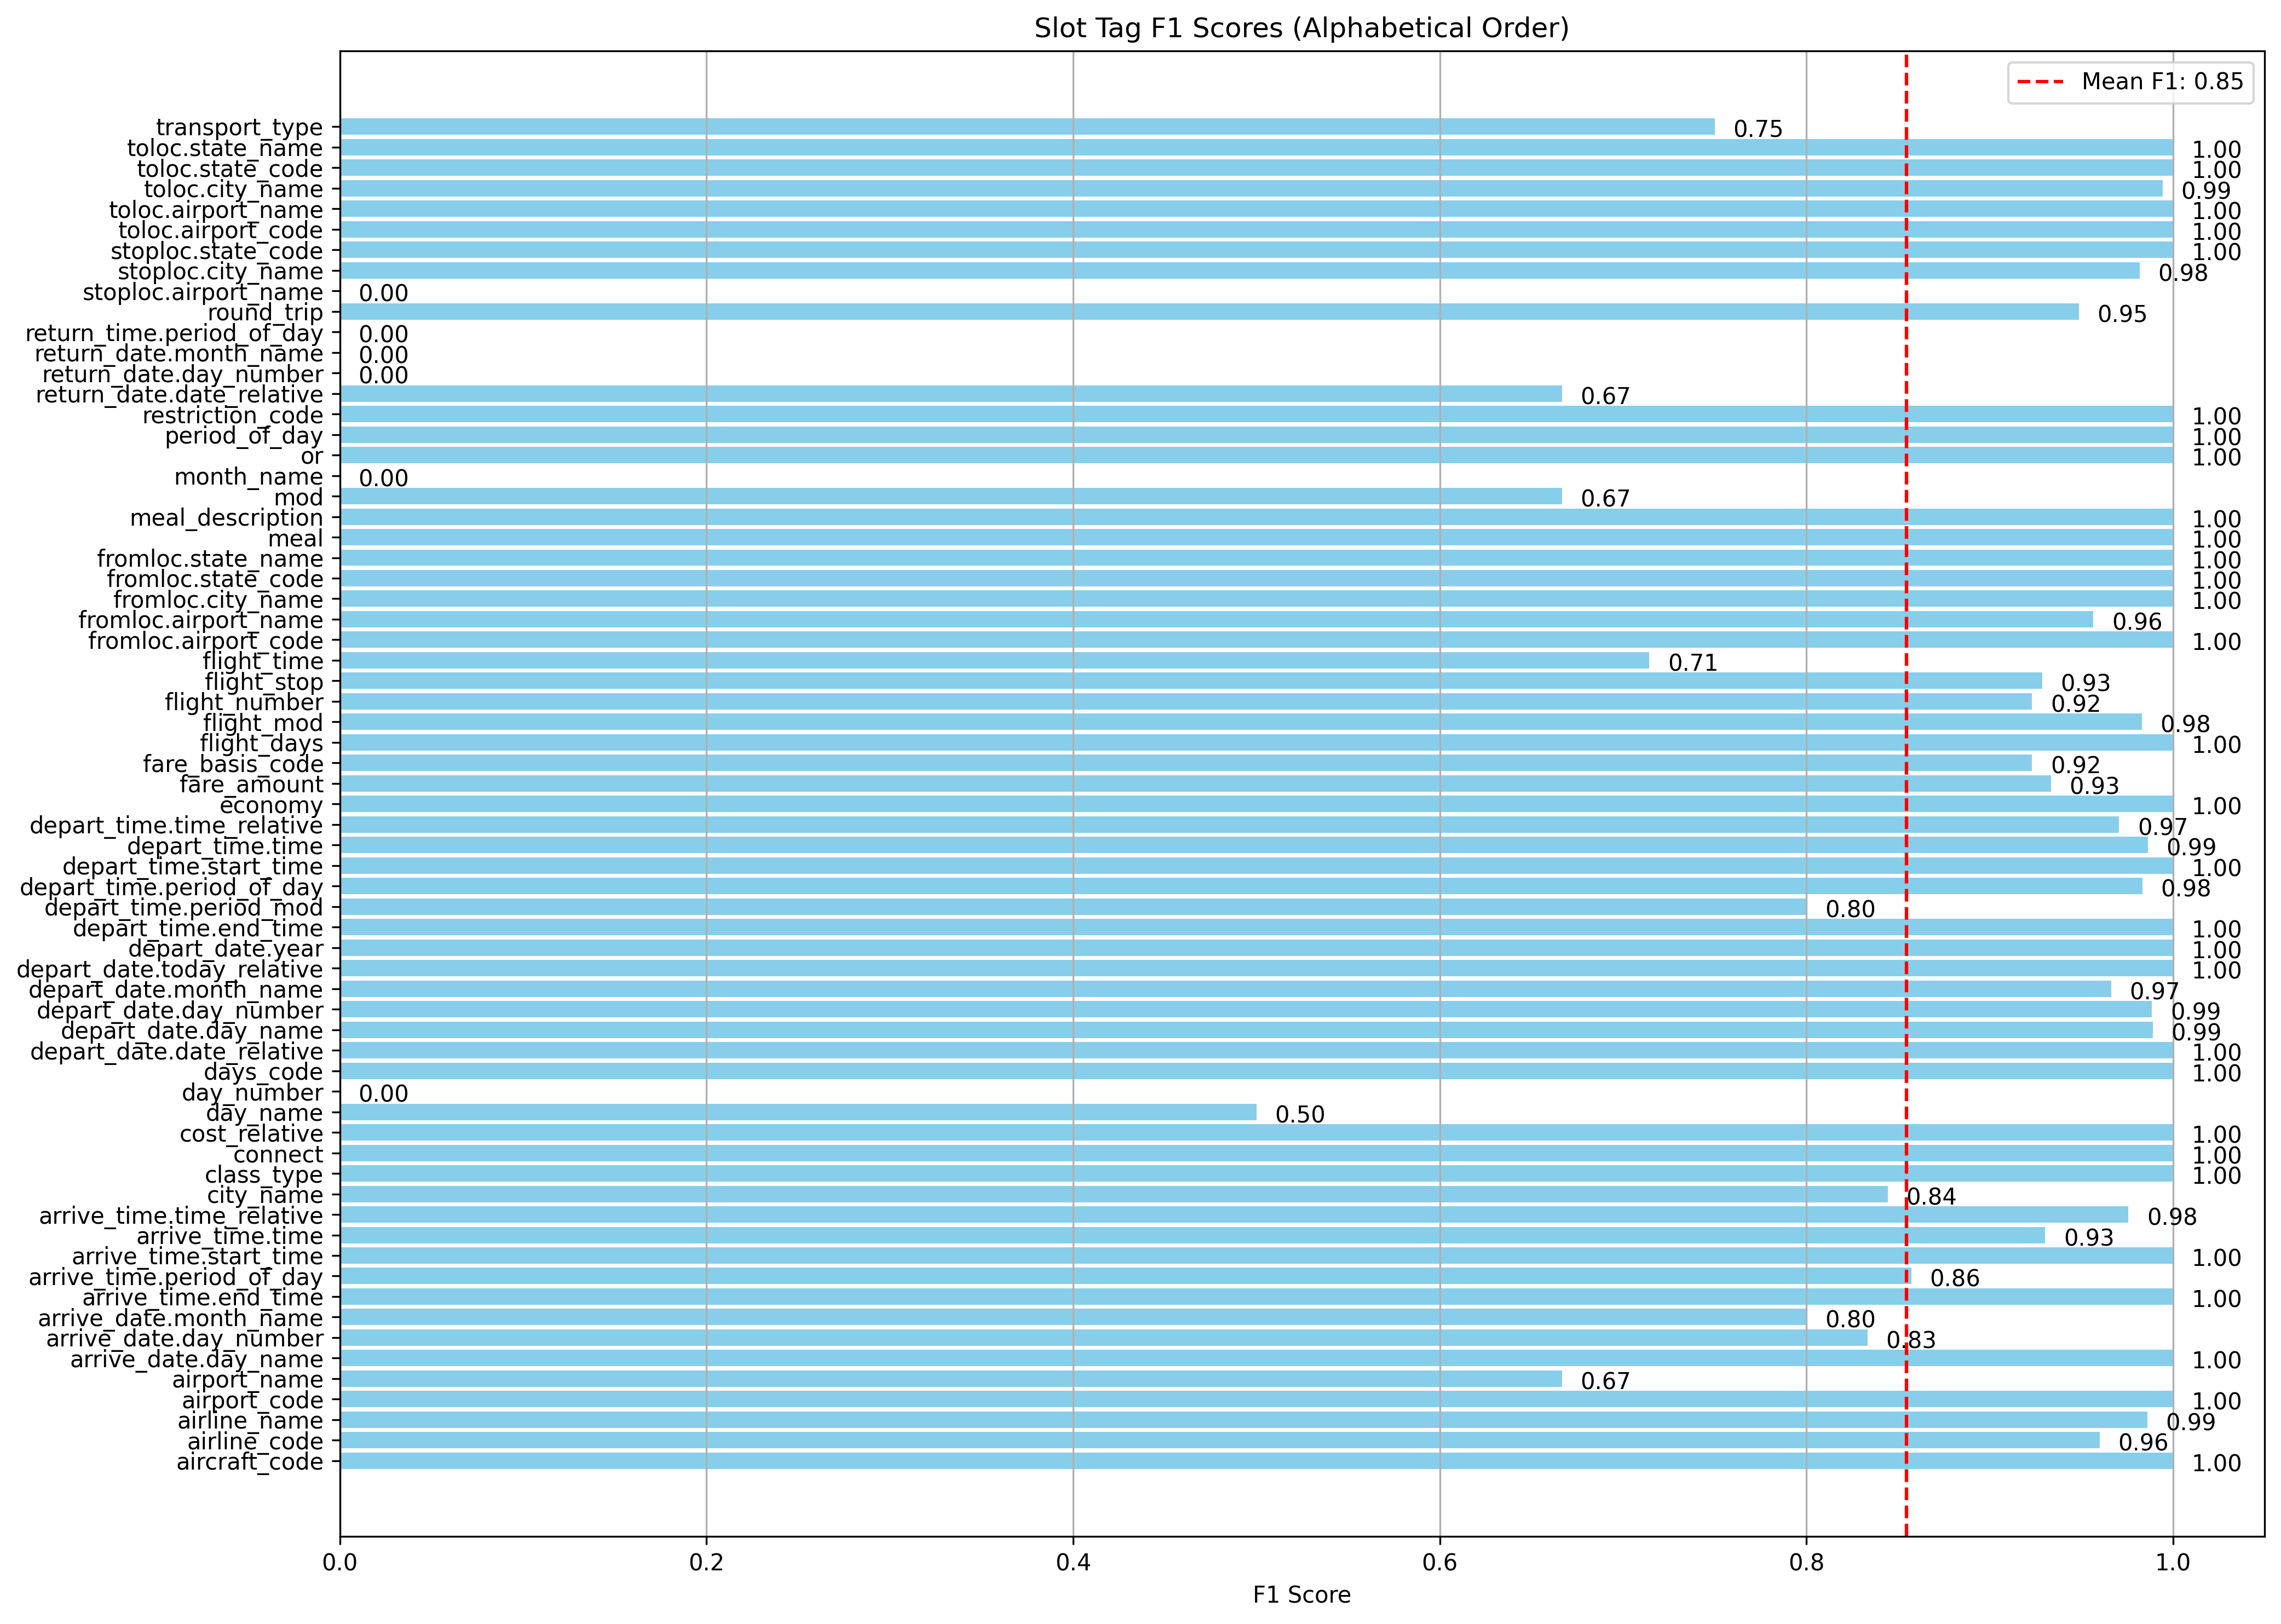 Slot Tag F1 Scores (Alphabetical Order)
Mean F1: 0.85
transport_type 0.75
toloc.state_name 1.00
toloc.state_code 1.00
toloc.city_name 0.99
toloc.airport_name 1.00
toloc.airport_code 1.00
stoploc.state_code 1.00
stoploc.city_name 0.98
stoploc.airport_name 0.00
round_trip 0.95
return_time.period_of_day 0.00
return_date.month_name 0.00
return_date.day_number 0.00
return_date.date_relative 0.67
restriction_code 1.00
period_of_day 1.00
or 1.00
month_name 0.00
mod 0.67
meal_description 1.00
meal 1.00
fromloc.state_name 1.00
fromloc.state_code 1.00
fromloc.city_name 1.00
fromloc.airport_name 0.96
fromloc.airport_code 1.00
flight_time 0.71
flight_stop 0.93
flight_number 0.92
flight_mod 0.98
flight_days 1.00
fare_basis_code 0.92
fare_amount 0.93
economy 1.00
depart_time.time_relative 0.97
depart_time.time 0.99
depart_time.start_time 1.00
depart_time.period_of_day 0.98
depart_time.period_mod 0.80
depart_time.end_time 1.00
depart_date.year 1.00
depart_date.today_relative 1.00
depart_date.month_name 0.97
depart_date.day_number 0.99
depart_date.day_name 0.99
depart_date.date_relative 1.00
days_code 1.00
day_number 0.00
day_name 0.50
cost_relative 1.00
connect 1.00
class_type 1.00
city_name 0.84
arrive_time.time_relative 0.98
arrive_time.time 0.93
arrive_time.start_time 1.00
arrive_time.period_of_day 0.86
arrive_time.end_time 1.00
arrive_date.month_name 0.80
arrive_date.day_number 0.83
arrive_date.day_name 1.00
airport_name 0.67
airport_code 1.00
airline_name 0.99
airline_code 0.96
aircraft_code 1.00
0.0 0.2 0.4 0.6 0.8 1.0
F1 Score